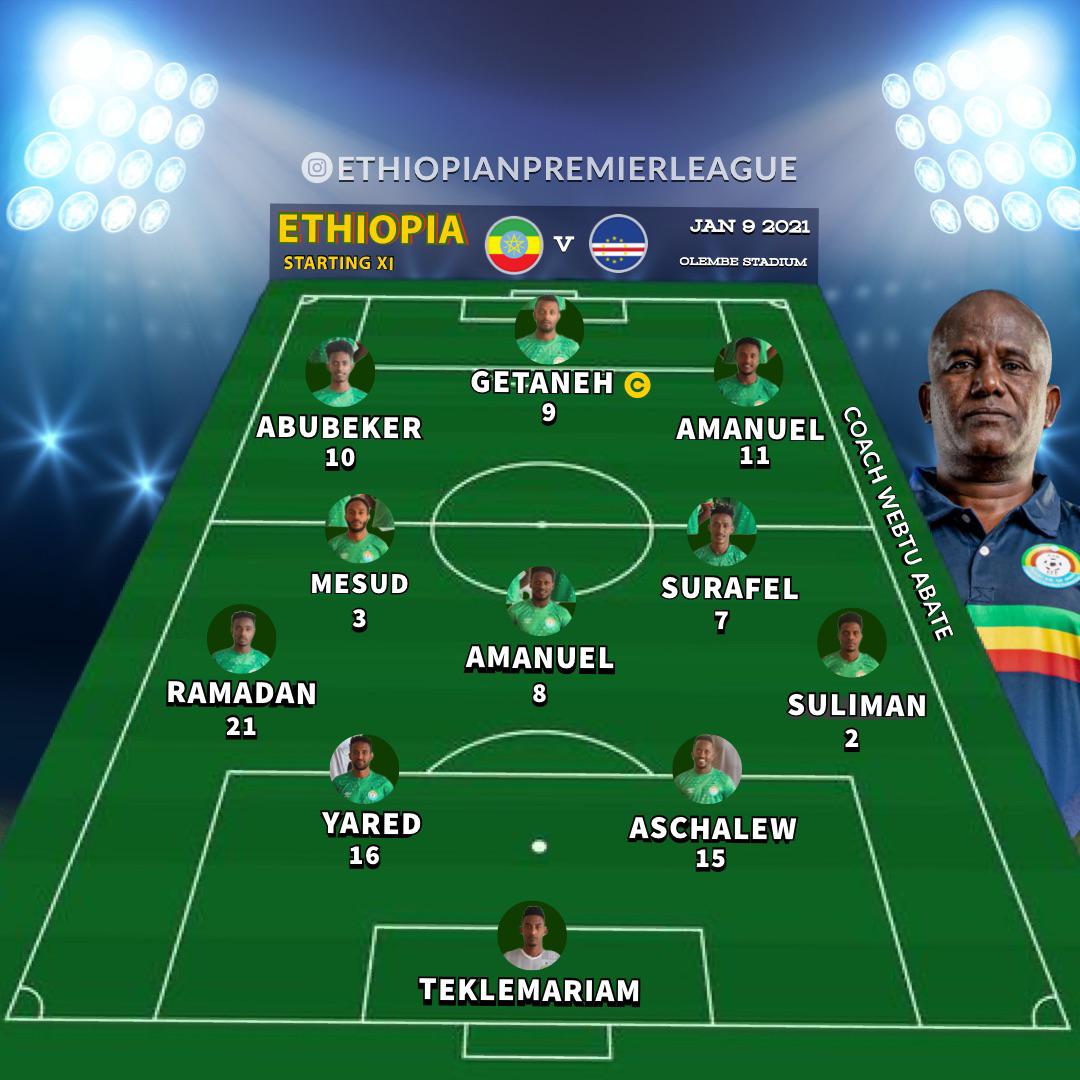 ETHIOPIANPREMIERLEAGUE
ETHIOPIA
STARTING XI
V
JAN 9 2021
OLEMBE STADIUM
GETANEH C
9
ABUBEKER
10
AMANUEL
11
COACH WEBTU ABATE
MESUD
3
SURAFEL
7
AMANUEL
8
RAMADAN
21
SULIMAN
2
YARED
16
ASCHALEW
15
TEKLEMARIAM